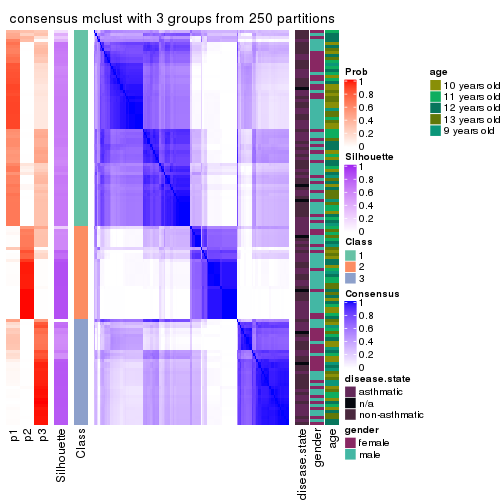 consensus mclust with 3 groups from 250 partitions
Prob
1
0.8
0.6
0.4
0.2
0
Silhouette
1
0.8
0.6
0.4
0.2
0
Class
1
2
3
Consensus
1
0.8
0.6
0.4
0.2
0
disease.state
asthmatic
n/a
non-asthmatic
gender
female
male
age
10 years old
11 years old
12 years old
13 years old
9 years old
p1
p2
p3
Silhouette
Class
disease.state
gender
age